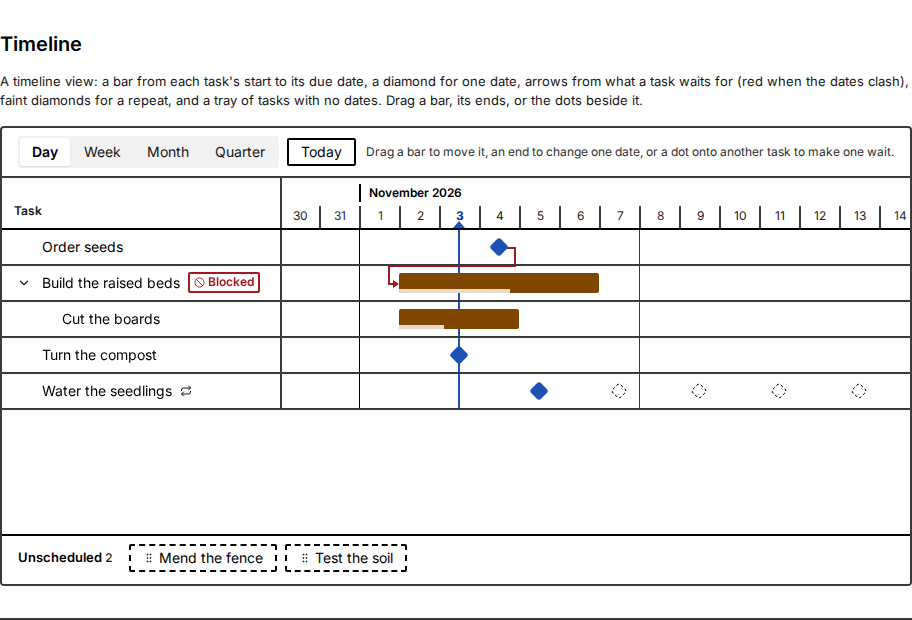 Timeline
A timeline view: a bar from each task's start to its due date, a diamond for one date, arrows from what a task waits for (red when the dates clash),
faint diamonds for a repeat, and a tray of tasks with no dates. Drag a bar, its ends, or the dots beside it.
Day Week Month Quarter Today Drag a bar to move it, an end to change one date, or a dot onto another task to make one wait.
November 2026
Task 30 31 1 2 3 4 5 6 7 8 9 10 11 12 13 14
Order seeds
Build the raised beds Blocked
Cut the boards
Turn the compost
Water the seedlings
Unscheduled 2 Mend the fence Test the soil